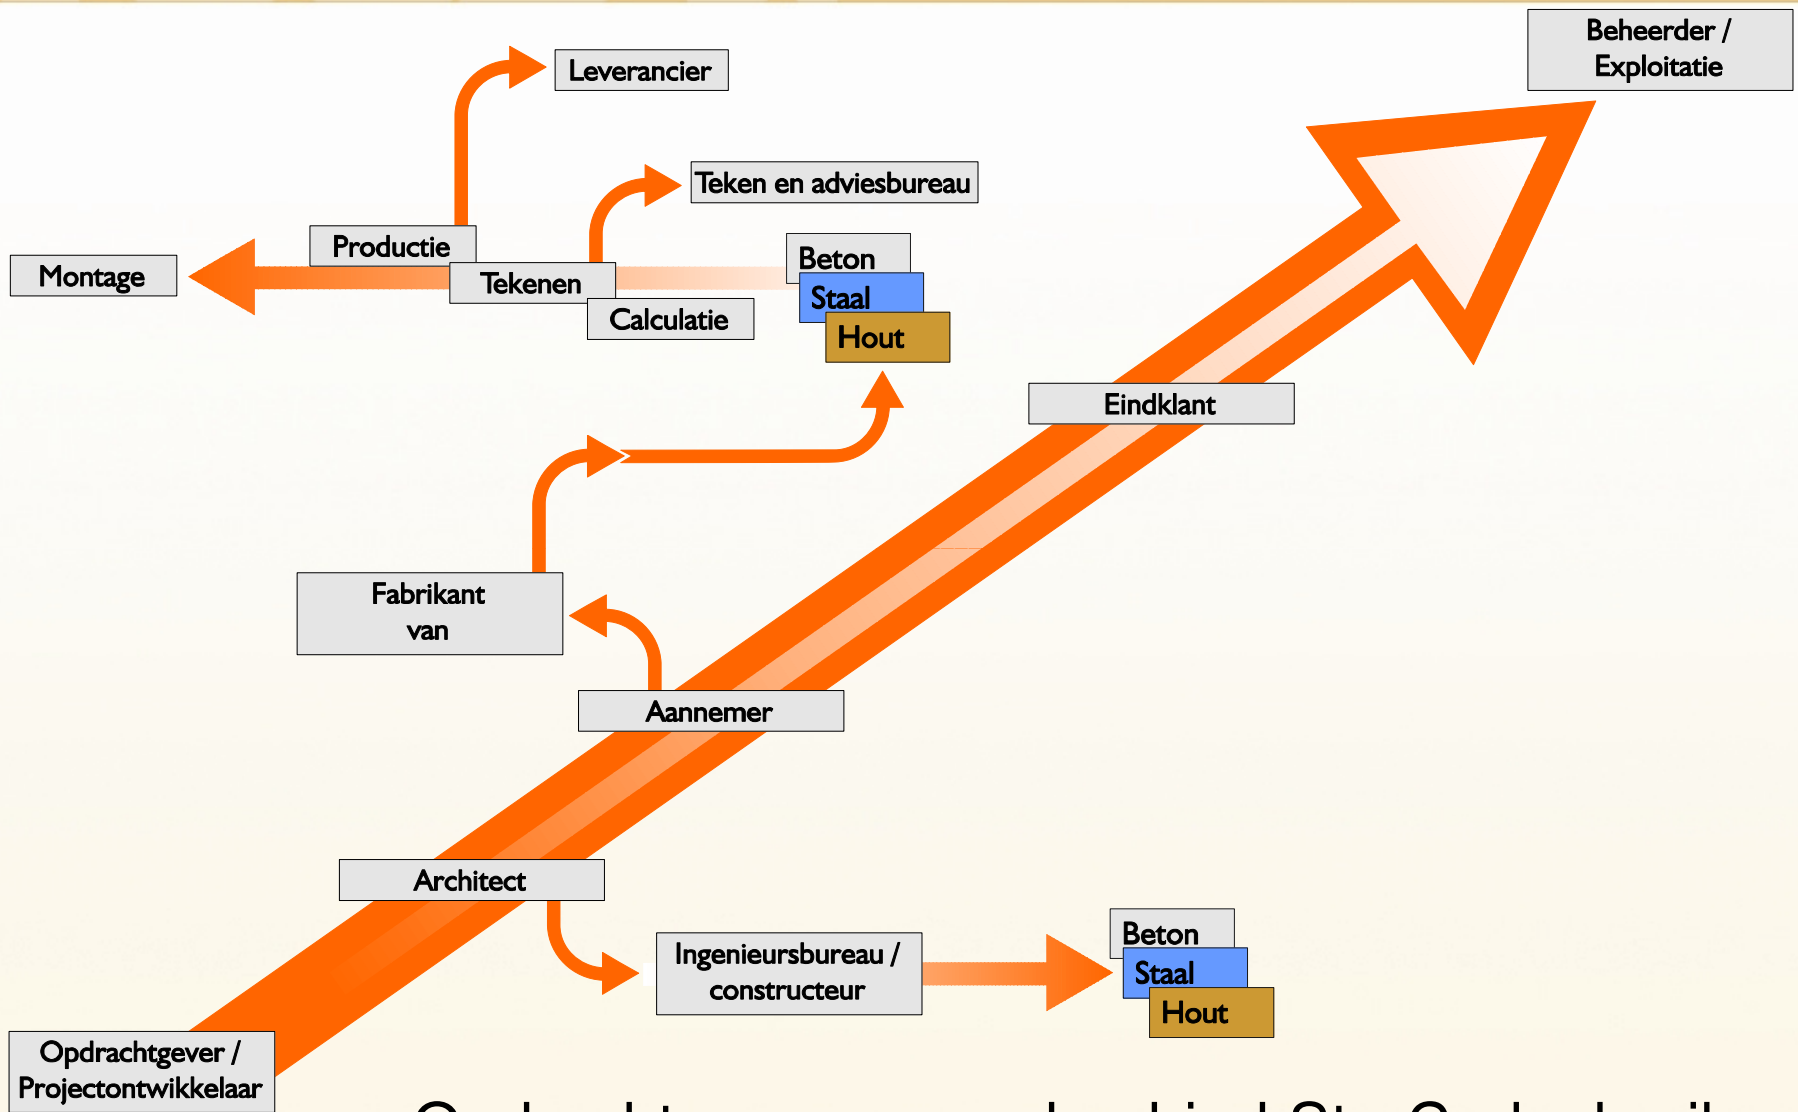 Beheerder /
Exploitatie
Leverancier
Teken en adviesbureau
Productie
Montage
Tekenen
Calculatie
Beton
Staal
Hout
Eindklant
Fabrikant
van
Aannemer
Architect
Ingenieursbureau /
constructeur
Beton
Staal
Hout
Opdrachtgever /
Projectontwikkelaar